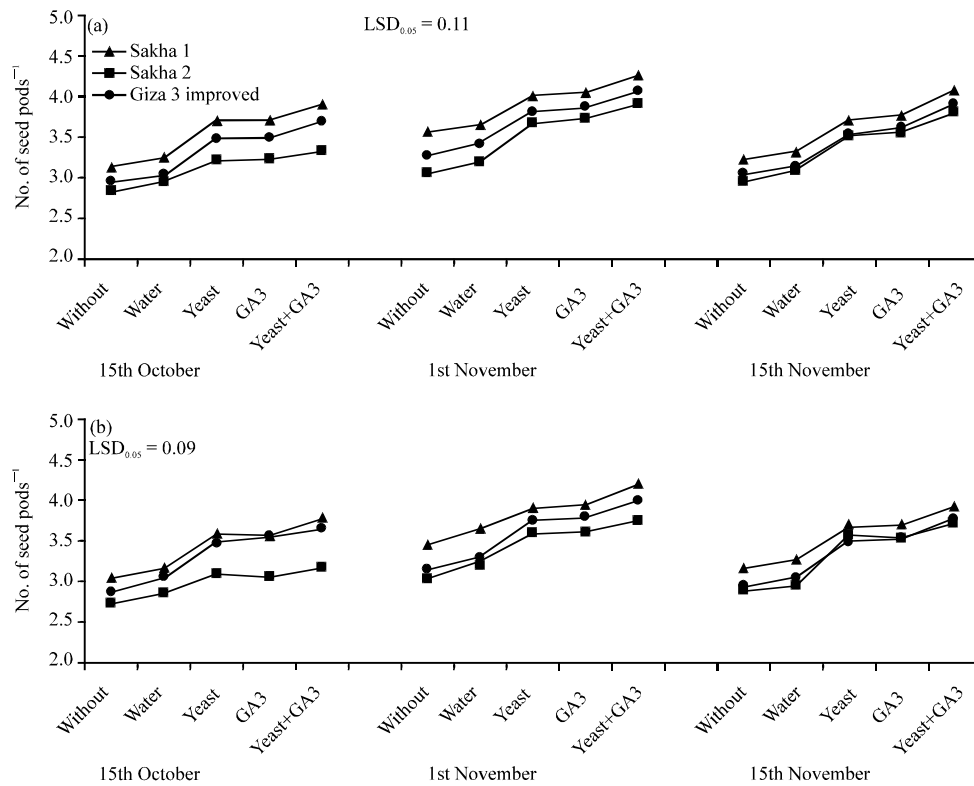 (a)
LSD0.05 = 0.11
Sakha 1
Sakha 2
Giza 3 improved
No. of seed pods−1
5.0
4.5
4.0
3.5
3.0
2.5
2.0
Without Water Yeast GA3 Yeast+GA3 Without Water Yeast GA3 Yeast+GA3 Without Water Yeast GA3 Yeast+GA3
15th October 1st November 15th November
(b)
LSD0.05 = 0.09
No. of seed pods−1
5.0
4.5
4.0
3.5
3.0
2.5
2.0
Without Water Yeast GA3 Yeast+GA3 Without Water Yeast GA3 Yeast+GA3 Without Water Yeast GA3 Yeast+GA3
15th October 1st November 15th November